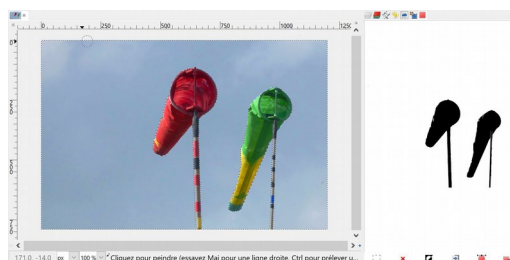 0 250 500 750 1000 1250
171.0 -14.0 px 100 % Cliquez pour peindre (essayez Maj pour une ligne droite, Ctrl pour prélever u...